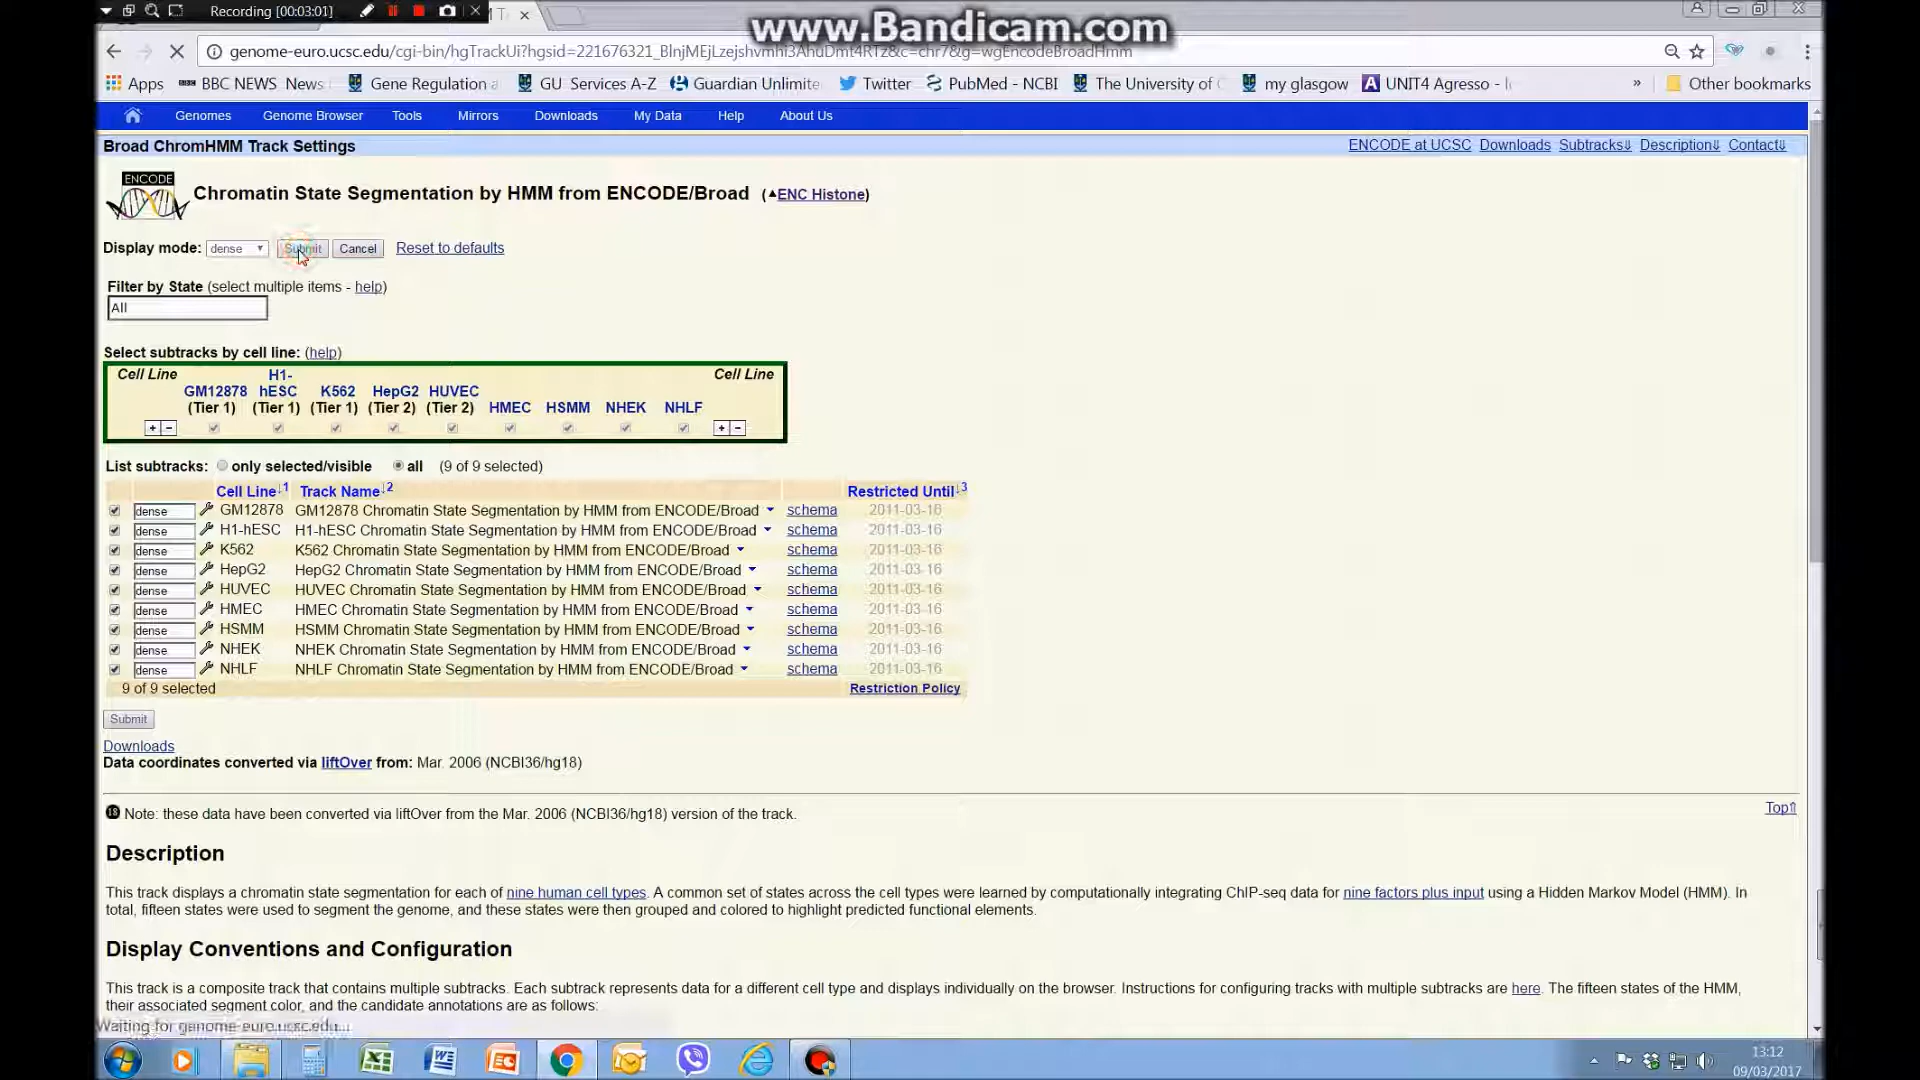 Recording [00:03:01]
www.Bandicam.com
genome-euro.ucsc.edu/cgi-bin/hgTrackUi?hgsid=221676321_BlnjMEjLzejshvmhi3AhuDmt4RTz&c=chr7&g=wgEncodeBroadHmm
Apps BBC NEWS News Gene Regulation a GU Services A-Z Guardian Unlimite Twitter PubMed - NCBI The University of my glasgow UNIT4 Agresso - » Other bookmarks
Genomes Genome Browser Tools Mirrors Downloads My Data Help About Us
Broad ChromHMM Track Settings ENCODE at UCSC Downloads Subtracks⇓ Description⇓ Contact⇓
ENCODE
Chromatin State Segmentation by HMM from ENCODE/Broad (▲ENC Histone)
Display mode: dense Submit Cancel Reset to defaults
Filter by State (select multiple items - help)
All
Select subtracks by cell line: (help)
Cell Line GM12878 (Tier 1) H1-hESC (Tier 1) K562 (Tier 1) HepG2 (Tier 2) HUVEC (Tier 2) HMEC HSMM NHEK NHLF Cell Line
+ - + -
List subtracks: only selected/visible all (9 of 9 selected)
Cell Line↓1 Track Name↓2 Restricted Until↓3
dense GM12878 GM12878 Chromatin State Segmentation by HMM from ENCODE/Broad schema 2011-03-16
dense H1-hESC H1-hESC Chromatin State Segmentation by HMM from ENCODE/Broad schema 2011-03-16
dense K562 K562 Chromatin State Segmentation by HMM from ENCODE/Broad schema 2011-03-16
dense HepG2 HepG2 Chromatin State Segmentation by HMM from ENCODE/Broad schema 2011-03-16
dense HUVEC HUVEC Chromatin State Segmentation by HMM from ENCODE/Broad schema 2011-03-16
dense HMEC HMEC Chromatin State Segmentation by HMM from ENCODE/Broad schema 2011-03-16
dense HSMM HSMM Chromatin State Segmentation by HMM from ENCODE/Broad schema 2011-03-16
dense NHEK NHEK Chromatin State Segmentation by HMM from ENCODE/Broad schema 2011-03-16
dense NHLF NHLF Chromatin State Segmentation by HMM from ENCODE/Broad schema 2011-03-16
9 of 9 selected Restriction Policy
Submit
Downloads
Data coordinates converted via liftOver from: Mar. 2006 (NCBI36/hg18)
18 Note: these data have been converted via liftOver from the Mar. 2006 (NCBI36/hg18) version of the track. Top⇑
Description
This track displays a chromatin state segmentation for each of nine human cell types. A common set of states across the cell types were learned by computationally integrating ChIP-seq data for nine factors plus input using a Hidden Markov Model (HMM). In
total, fifteen states were used to segment the genome, and these states were then grouped and colored to highlight predicted functional elements.
Display Conventions and Configuration
This track is a composite track that contains multiple subtracks. Each subtrack represents data for a different cell type and displays individually on the browser. Instructions for configuring tracks with multiple subtracks are here. The fifteen states of the HMM,
their associated segment color, and the candidate annotations are as follows:
Waiting for genome-euro.ucsc.edu...
13:12
09/03/2017